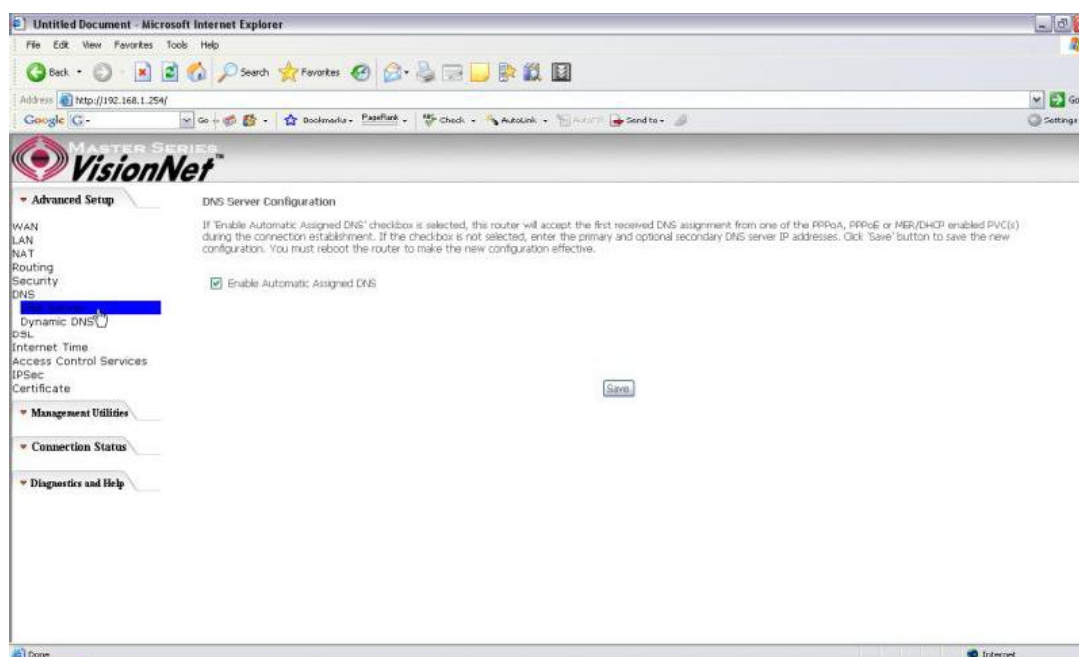 Untitled Document - Microsoft Internet Explorer
File Edit View Favorites Tools Help
Back Search Favorites
Address http://192.168.1.254/ Go
Google G Go Bookmarks PageRank Check AutoLink Send to Settings
MASTER SERIES
VisionNet™
Advanced Setup
WAN
LAN
NAT
Routing
Security
DNS
Dynamic DNS
DSL
Internet Time
Access Control Services
IPSec
Certificate
Management Utilities
Connection Status
Diagnostics and Help
DNS Server Configuration
If 'Enable Automatic Assigned DNS' checkbox is selected, this router will accept the first received DNS assignment from one of the PPPoA, PPPoE or MER/DHCP enabled PVC(s)
during the connection establishment. If the checkbox is not selected, enter the primary and optional secondary DNS server IP addresses. Click 'Save' button to save the new
configuration. You must reboot the router to make the new configuration effective.
Enable Automatic Assigned DNS
Save
Done Internet